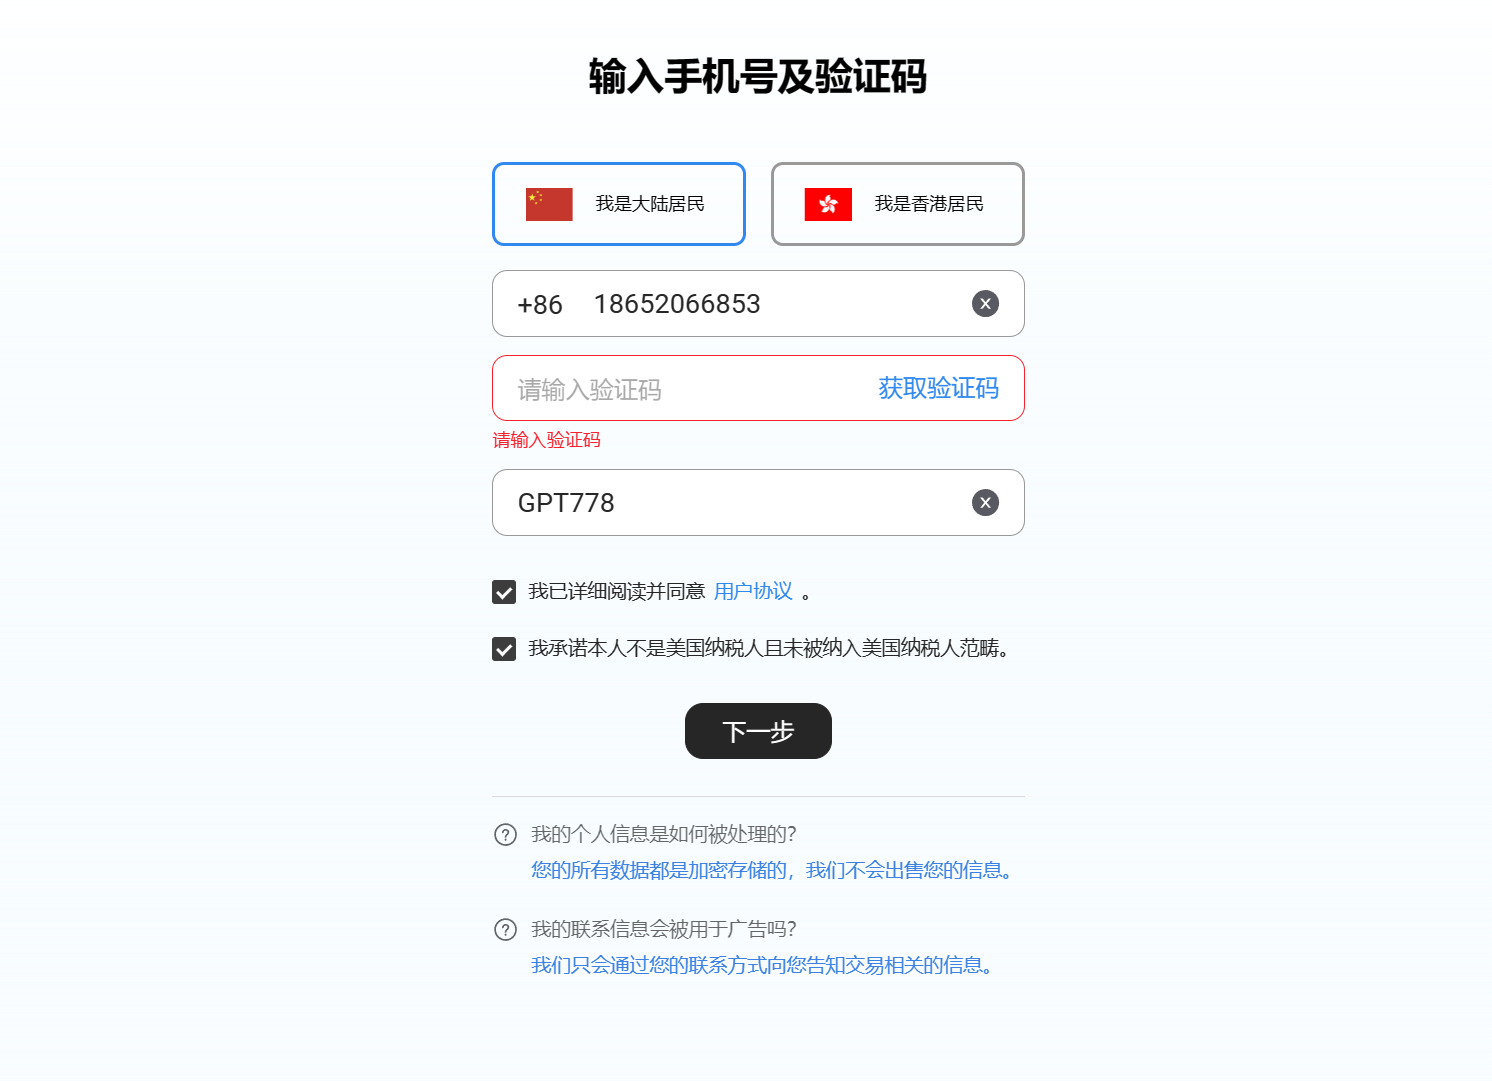 输入手机号及验证码
我是大陆居民
我是香港居民
+86 18652066853
请输入验证码 获取验证码
请输入验证码
GPT778
我已详细阅读并同意 用户协议 。
我承诺本人不是美国纳税人且未被纳入美国纳税人范畴。
下一步
我的个人信息是如何被处理的?
您的所有数据都是加密存储的，我们不会出售您的信息。
我的联系信息会被用于广告吗?
我们只会通过您的联系方式向您告知交易相关的信息。